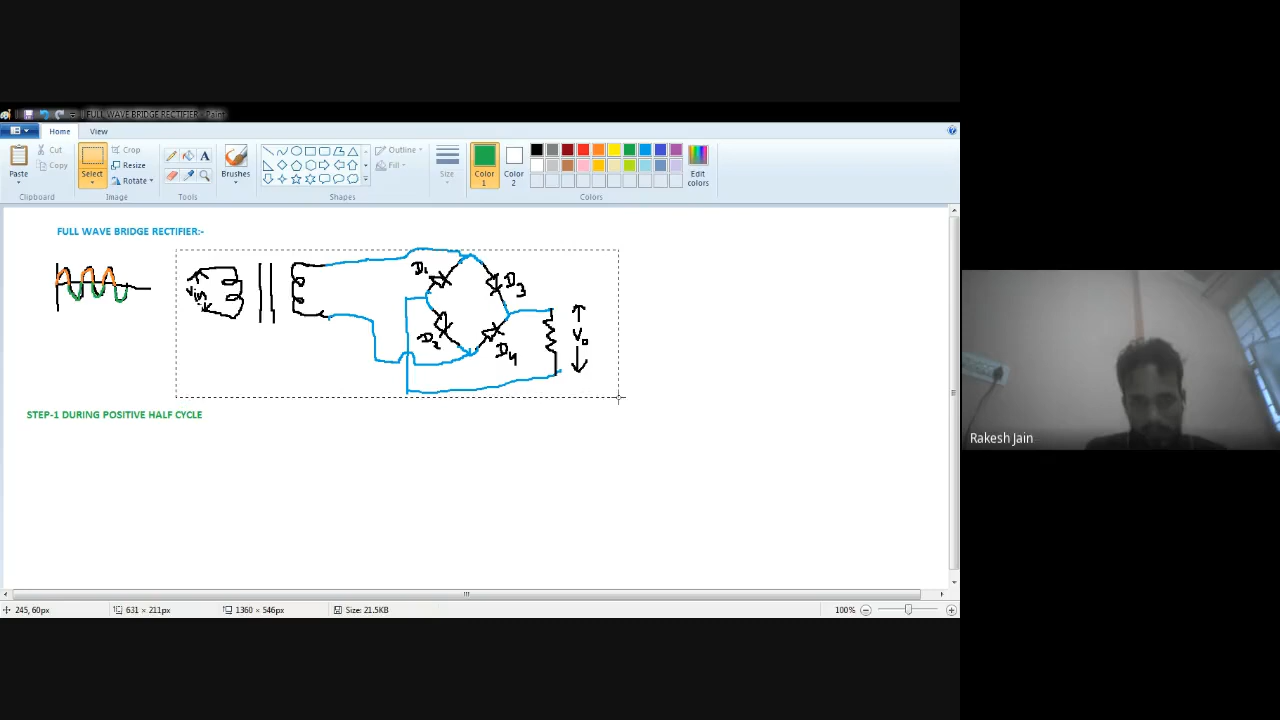 FULL WAVE BRIDGE RECTIFIER - Paint
Home
View
Paste
Cut
Copy
Clipboard
Select
Crop
Resize
Rotate
Image
Tools
Brushes
Shapes
Outline
Fill
Size
Color
1
Color
2
Edit
colors
Colors
FULL WAVE BRIDGE RECTIFIER:-
Vin
D1
D3
D2
D4
Vo
STEP-1 DURING POSITIVE HALF CYCLE
Rakesh Jain
245, 60px
631 × 211px
1360 × 546px
Size: 21.5KB
100%